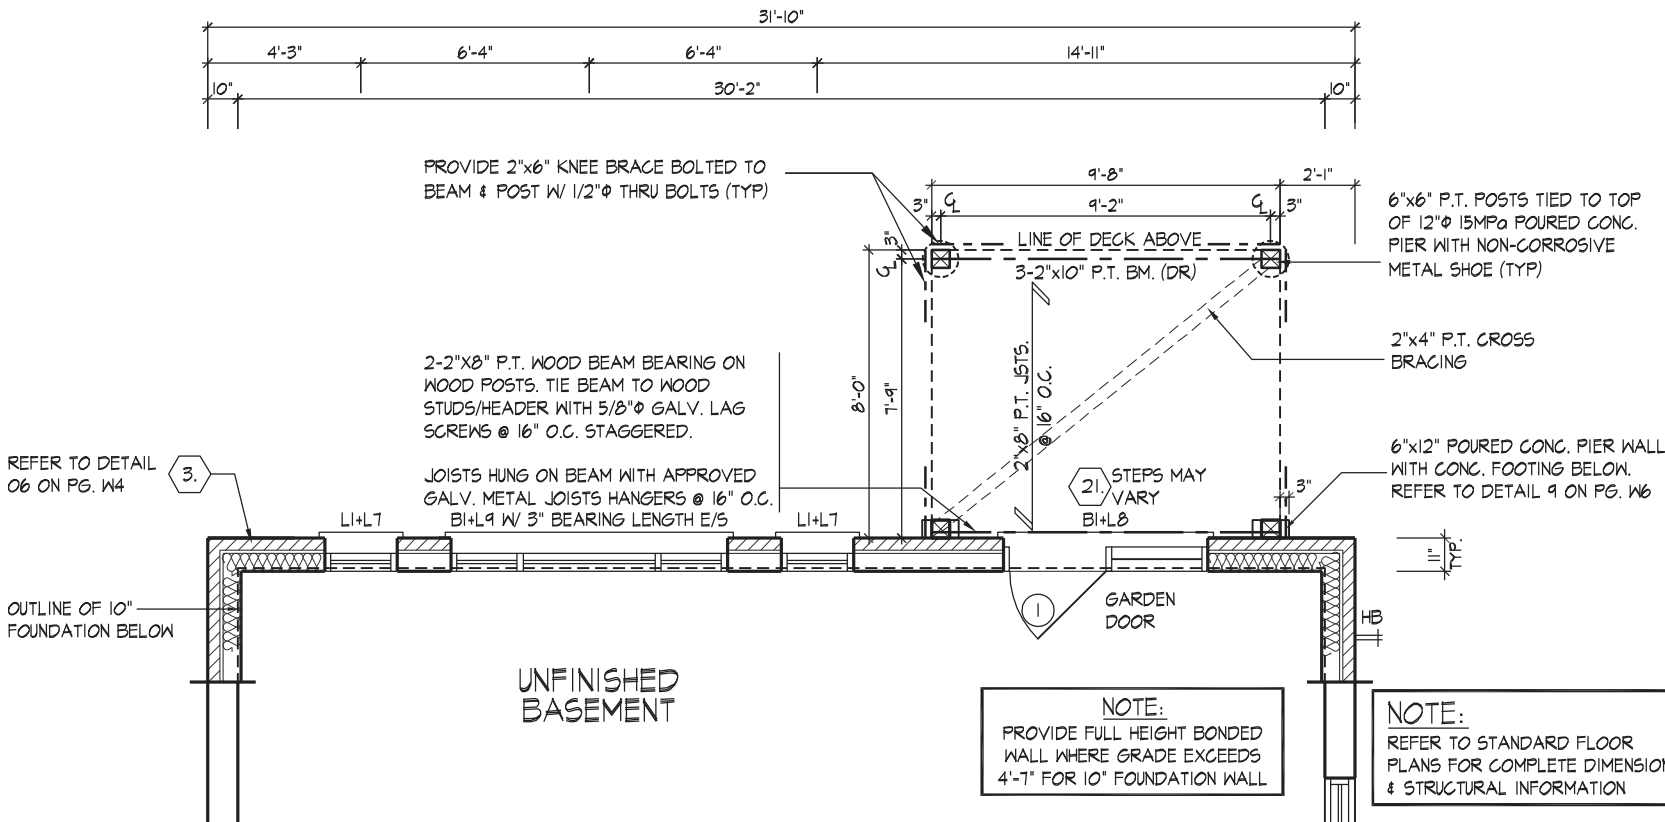 31'-10"
4'-3" 6'-4" 6'-4" 14'-11"
10" 30'-2" 10"
PROVIDE 2"x6" KNEE BRACE BOLTED TO
BEAM & POST W/ 1/2"Φ THRU BOLTS (TYP)
9'-8" 2'-1"
3" CL 9'-2" CL 3"
6"x6" P.T. POSTS TIED TO TOP
OF 12"Φ 15MPa POURED CONC.
PIER WITH NON-CORROSIVE
METAL SHOE (TYP)
3"
CL
LINE OF DECK ABOVE
3-2"x10" P.T. BM. (DR)
8'-0"
7'-9"
2"x8" P.T. JSTS.
@ 16" O.C.
2"x4" P.T. CROSS
BRACING
2-2"X8" P.T. WOOD BEAM BEARING ON
WOOD POSTS. TIE BEAM TO WOOD
STUDS/HEADER WITH 5/8"Φ GALV. LAG
SCREWS @ 16" O.C. STAGGERED.
JOISTS HUNG ON BEAM WITH APPROVED
GALV. METAL JOISTS HANGERS @ 16" O.C.
REFER TO DETAIL
06 ON PG. W4
3.
L1+L7 B1+L9 W/ 3" BEARING LENGTH E/S L1+L7
21. STEPS MAY
VARY
B1+L8
3"
6"x12" POURED CONC. PIER WALL
WITH CONC. FOOTING BELOW.
REFER TO DETAIL 9 ON PG. W6
11"
TYP.
OUTLINE OF 10"
FOUNDATION BELOW
1
GARDEN
DOOR
HB
UNFINISHED
BASEMENT
NOTE:
PROVIDE FULL HEIGHT BONDED
WALL WHERE GRADE EXCEEDS
4'-7" FOR 10" FOUNDATION WALL
NOTE:
REFER TO STANDARD FLOOR
PLANS FOR COMPLETE DIMENSION
& STRUCTURAL INFORMATION